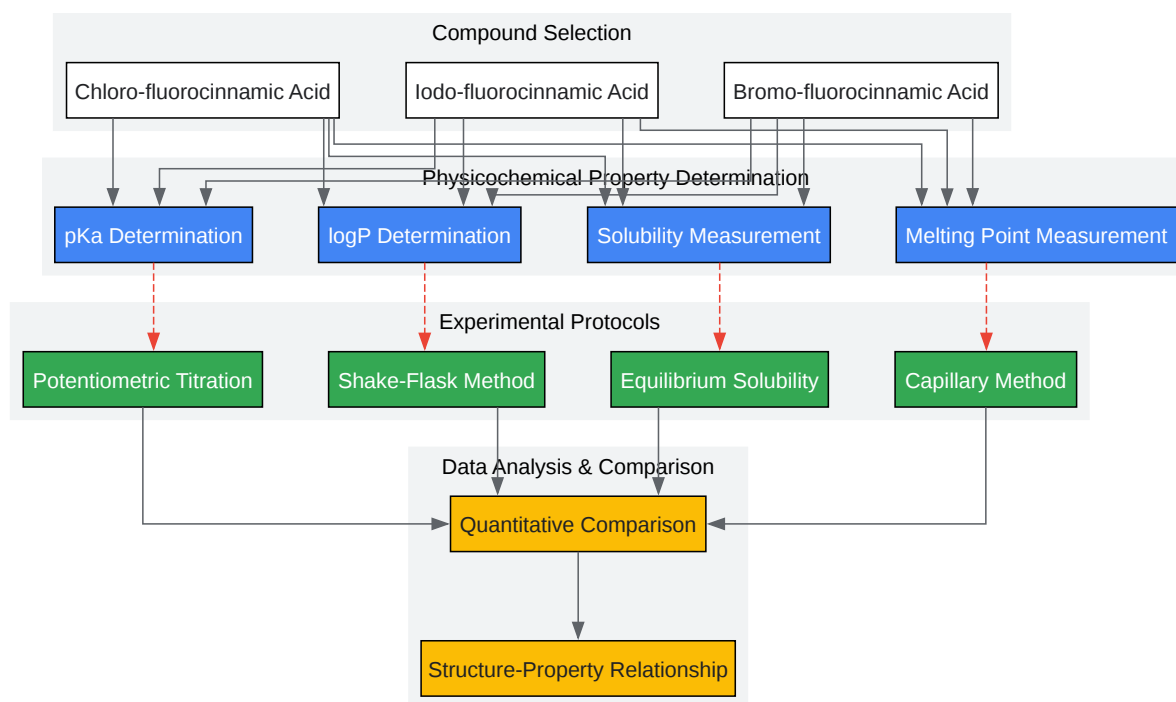 Compound Selection
Chloro-fluorocinnamic Acid
Iodo-fluorocinnamic Acid
Bromo-fluorocinnamic Acid
Physicochemical Property Determination
pKa Determination
logP Determination
Solubility Measurement
Melting Point Measurement
Experimental Protocols
Potentiometric Titration
Shake-Flask Method
Equilibrium Solubility
Capillary Method
Data Analysis & Comparison
Quantitative Comparison
Structure-Property Relationship